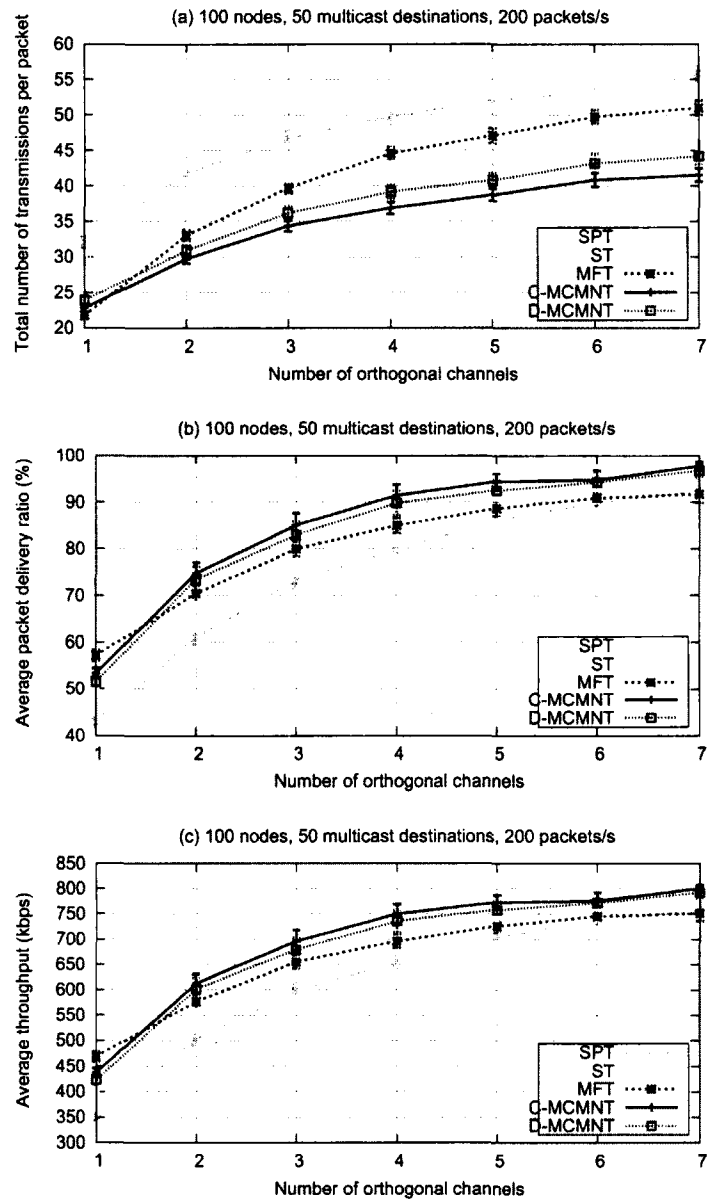 (a) 100 nodes, 50 multicast destinations, 200 packets/s
Total number of transmissions per packet
60
55
50
45
40
35
30
25
20
SPT
ST
MFT
C-MCMNT
D-MCMNT
1 2 3 4 5 6 7
Number of orthogonal channels
(b) 100 nodes, 50 multicast destinations, 200 packets/s
Average packet delivery ratio (%)
100
90
80
70
60
50
40
SPT
ST
MFT
C-MCMNT
D-MCMNT
1 2 3 4 5 6 7
Number of orthogonal channels
(c) 100 nodes, 50 multicast destinations, 200 packets/s
Average throughput (kbps)
850
800
750
700
650
600
550
500
450
400
350
300
SPT
ST
MFT
C-MCMNT
D-MCMNT
1 2 3 4 5 6 7
Number of orthogonal channels